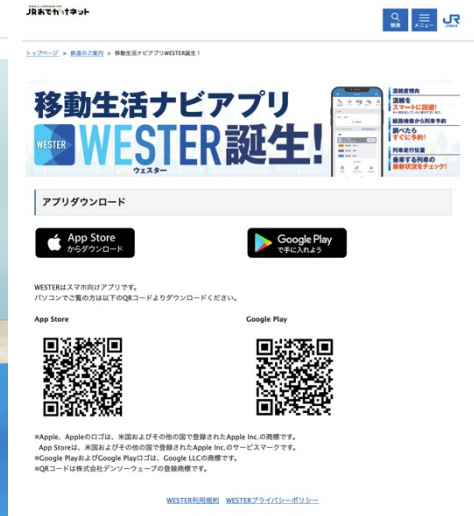 JRおでかけネット
検索
メニュー
JR
トップページ > 鉄道のご案内 > 移動生活ナビアプリWESTER誕生！
移動生活ナビアプリ
WESTER WESTER誕生!
ウェスター
混雑度傾向
混雑を
スマートに回避!
経路検索から列車予約
調べたら
すぐに予約!
列車走行位置
乗車する列車の
最新状況をチェック!
アプリダウンロード
App Store
からダウンロード
Google Play
で手に入れよう
WESTERはスマホ向けアプリです。
パソコンでご覧の方は以下のQRコードよりダウンロードください。
App Store
Google Play
※Apple、Appleのロゴは、米国およびその他の国で登録されたApple Inc.の商標です。
App Storeは、米国およびその他の国で登録されたApple Inc.のサービスマークです。
※Google PlayおよびGoogle Playロゴは、Google LLCの商標です。
※QRコードは株式会社デンソーウェーブの登録商標です。
WESTER利用規約 WESTERプライバシーポリシー